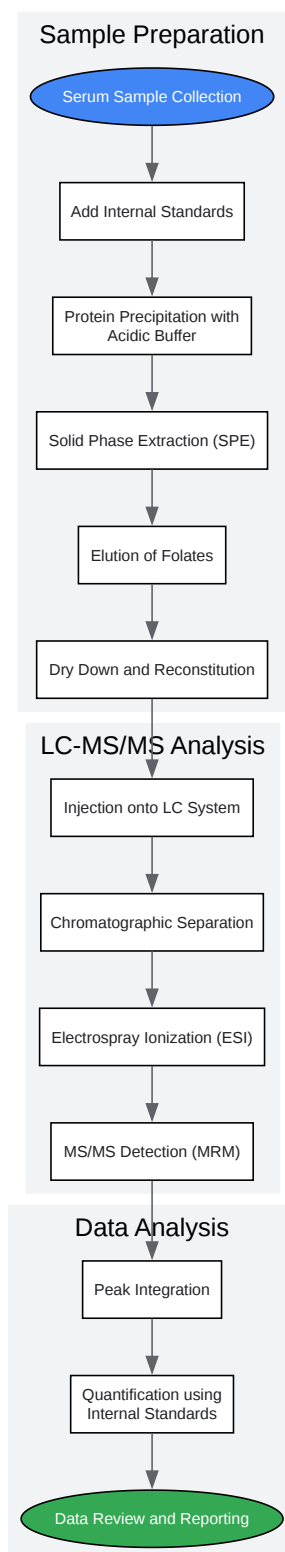 Sample Preparation
Serum Sample Collection
Add Internal Standards
Protein Precipitation with
Acidic Buffer
Solid Phase Extraction (SPE)
Elution of Folates
Dry Down and Reconstitution
LC-MS/MS Analysis
Injection onto LC System
Chromatographic Separation
Electrospray Ionization (ESI)
MS/MS Detection (MRM)
Data Analysis
Peak Integration
Quantification using
Internal Standards
Data Review and Reporting